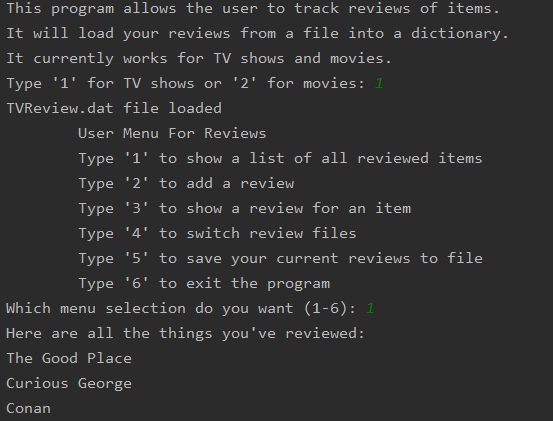 This program allows the user to track reviews of items.
It will load your reviews from a file into a dictionary.
It currently works for TV shows and movies.
Type '1' for TV shows or '2' for movies: 1
TVReview.dat file loaded
User Menu For Reviews
Type '1' to show a list of all reviewed items
Type '2' to add a review
Type '3' to show a review for an item
Type '4' to switch review files
Type '5' to save your current reviews to file
Type '6' to exit the program
Which menu selection do you want (1-6): 1
Here are all the things you've reviewed:
The Good Place
Curious George
Conan